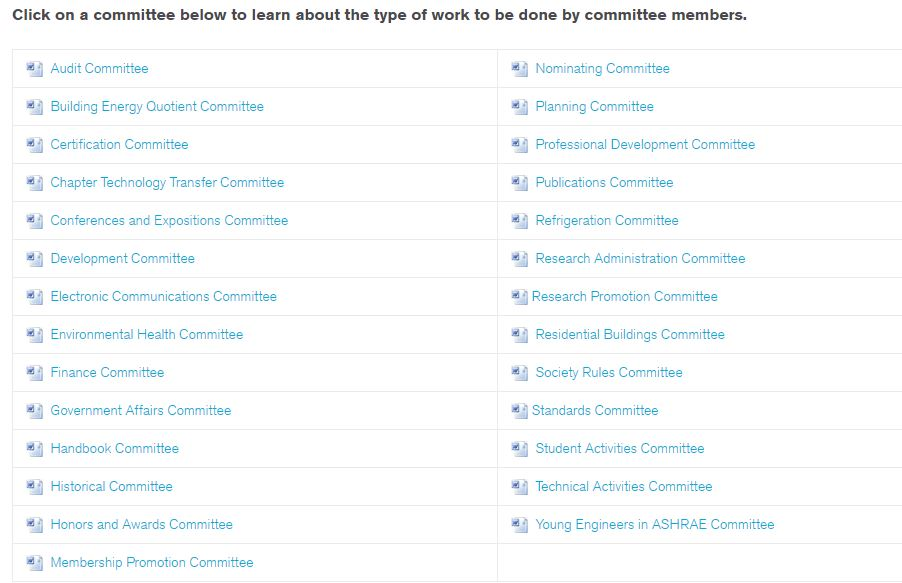 Click on a committee below to learn about the type of work to be done by committee members.
Audit Committee
Nominating Committee
Building Energy Quotient Committee
Planning Committee
Certification Committee
Professional Development Committee
Chapter Technology Transfer Committee
Publications Committee
Conferences and Expositions Committee
Refrigeration Committee
Development Committee
Research Administration Committee
Electronic Communications Committee
Research Promotion Committee
Environmental Health Committee
Residential Buildings Committee
Finance Committee
Society Rules Committee
Government Affairs Committee
Standards Committee
Handbook Committee
Student Activities Committee
Historical Committee
Technical Activities Committee
Honors and Awards Committee
Young Engineers in ASHRAE Committee
Membership Promotion Committee